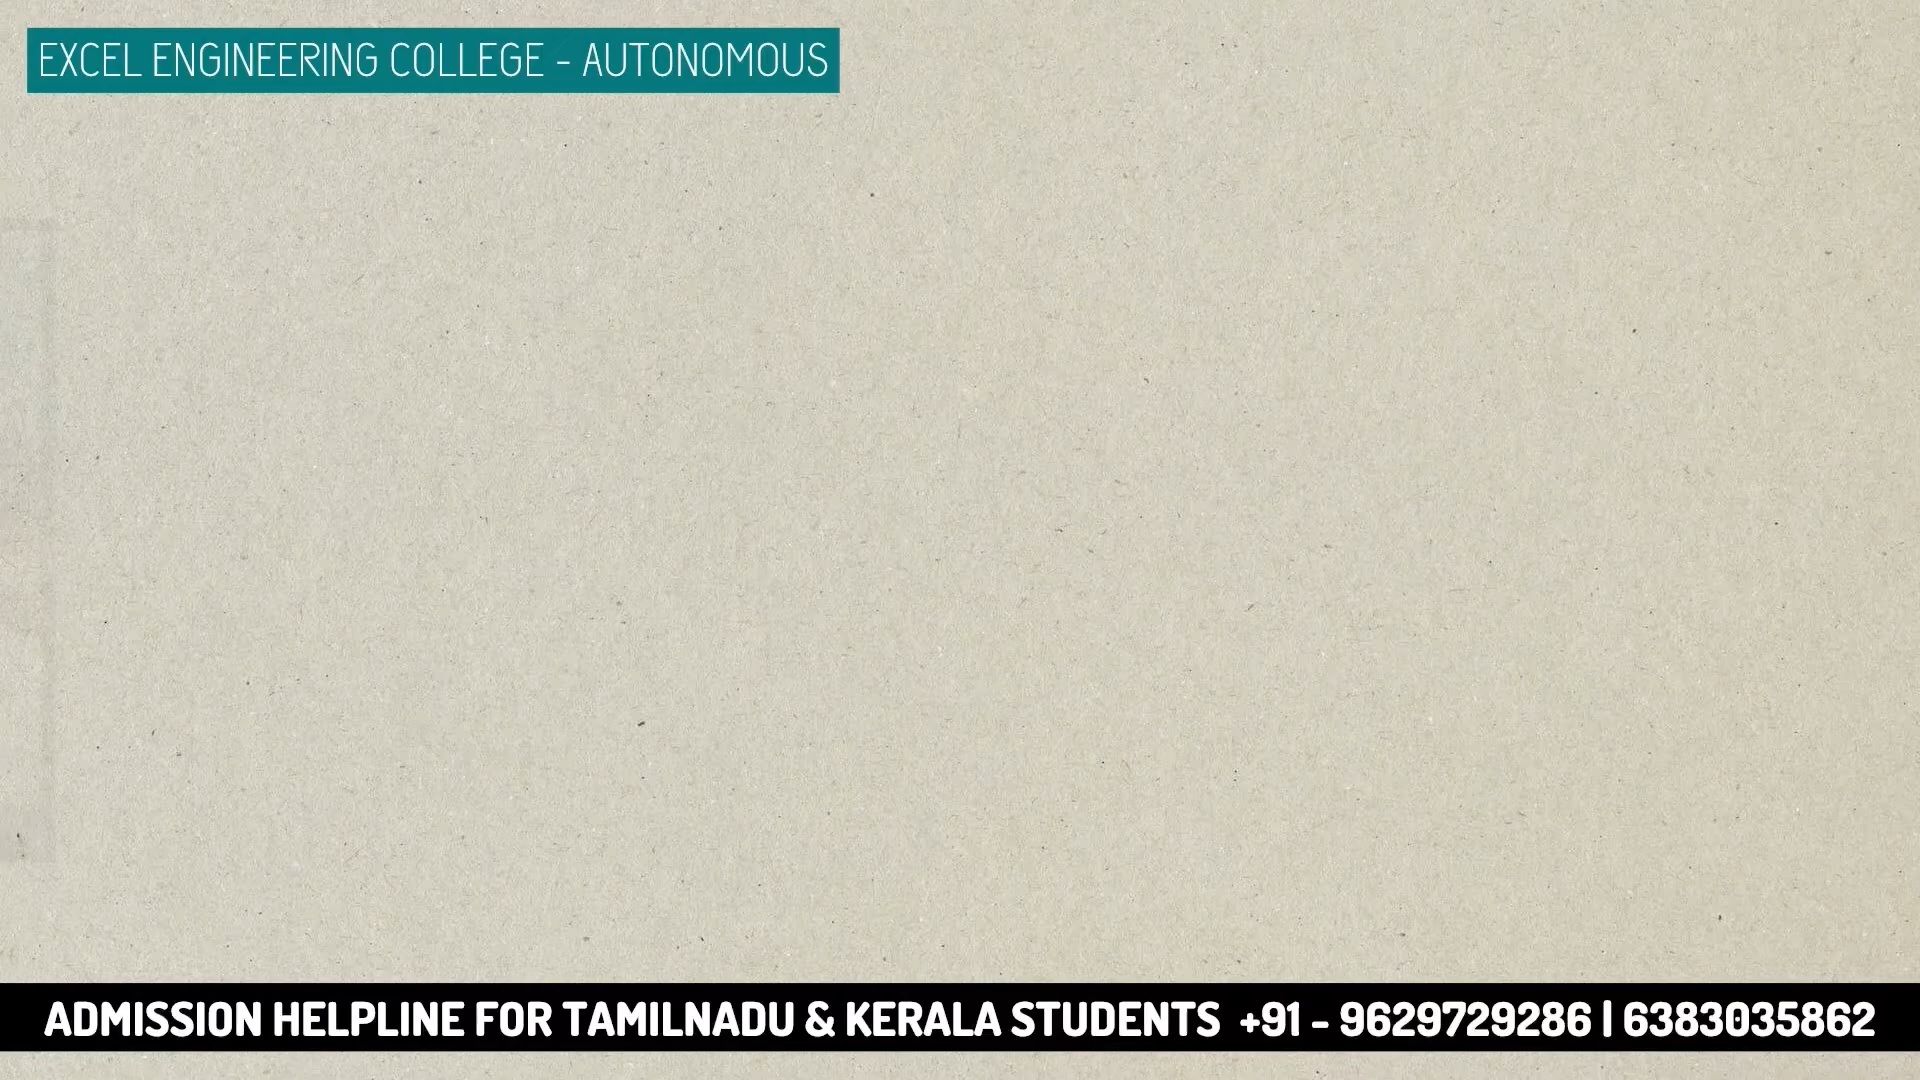 EXCEL ENGINEERING COLLEGE - AUTONOMOUS
ADMISSION HELPLINE FOR TAMILNADU & KERALA STUDENTS +91 - 9629729286 | 6383035862